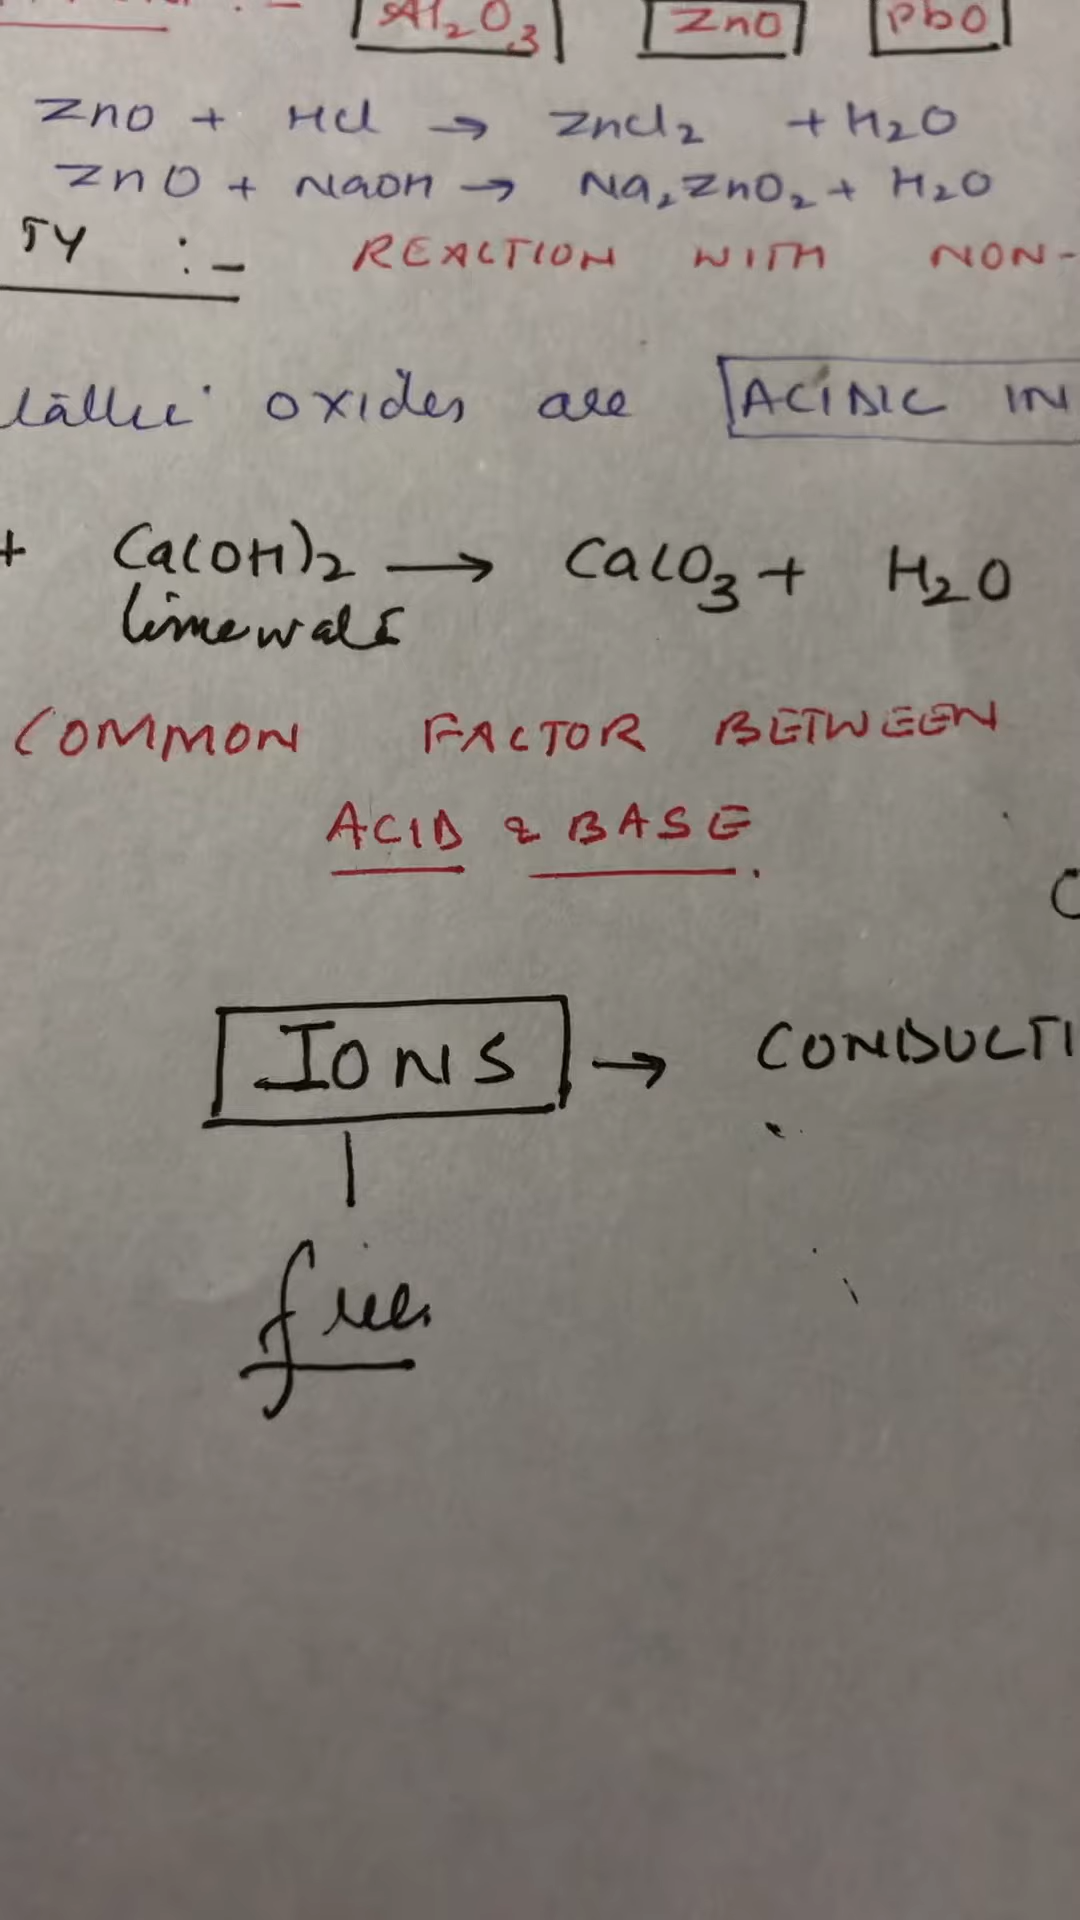 Al₂O₃ ZnO PbO
ZnO + HCl → ZnCl₂ + H₂O
ZnO + NaOH → Na₂ZnO₂ + H₂O
TY :- REACTION WITH NON-
oxides are ACIDIC IN
+ Ca(OH)₂ → CaCO₃ + H₂O
COMMON FACTOR BETWEEN
ACID & BASE.
IONS → CONDUCTI
free